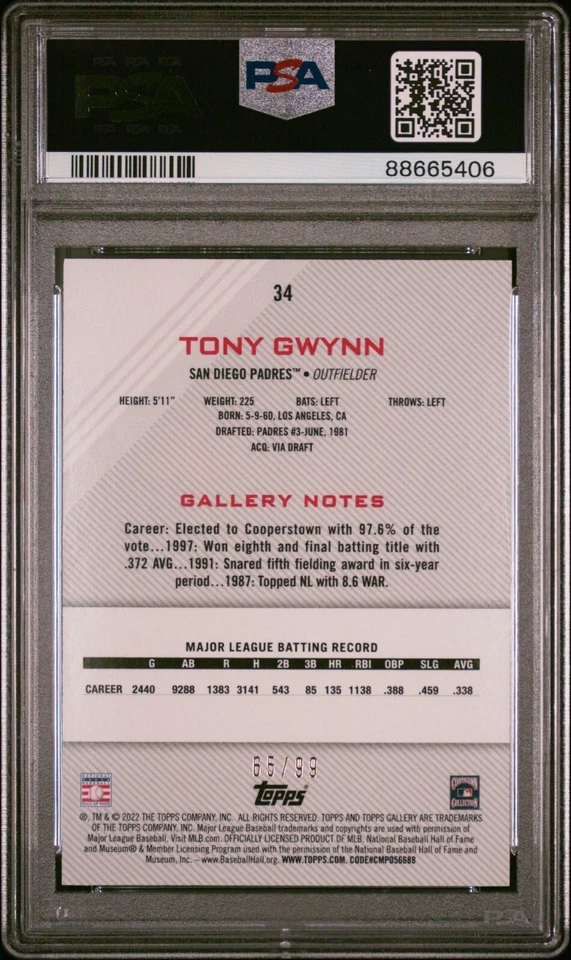 PSA PSA PSA
PSA
PSA PSA PSA
PSA
88665406
34
TONY GWYNN
SAN DIEGO PADRES™ • OUTFIELDER
HEIGHT: 5'11" WEIGHT: 225 BATS: LEFT THROWS: LEFT
BORN: 5-9-60, LOS ANGELES, CA
DRAFTED: PADRES #3-JUNE, 1981
ACQ: VIA DRAFT
GALLERY NOTES
Career: Elected to Cooperstown with 97.6% of the
vote...1997: Won eighth and final batting title with
.372 AVG...1991: Snared fifth fielding award in six-year
period...1987: Topped NL with 8.6 WAR.
MAJOR LEAGUE BATTING RECORD
G AB R H 2B 3B HR RBI OBP SLG AVG
CAREER 2440 9288 1383 3141 543 85 135 1138 .388 .459 .338
65/99
Topps
®, TM & © 2022 THE TOPPS COMPANY, INC. ALL RIGHTS RESERVED. TOPPS AND TOPPS GALLERY ARE TRADEMARKS
OF THE TOPPS COMPANY, INC. Major League Baseball trademarks and copyrights are used with permission of
Major League Baseball. Visit MLB.com. OFFICIALLY LICENSED PRODUCT OF MLB. National Baseball Hall of Fame
and Museum® & Member Licensing Program used with the permission of the National Baseball Hall of Fame and
Museum, Inc. – www.BaseballHall.org. WWW.TOPPS.COM. CODE#CMP056688
PSA